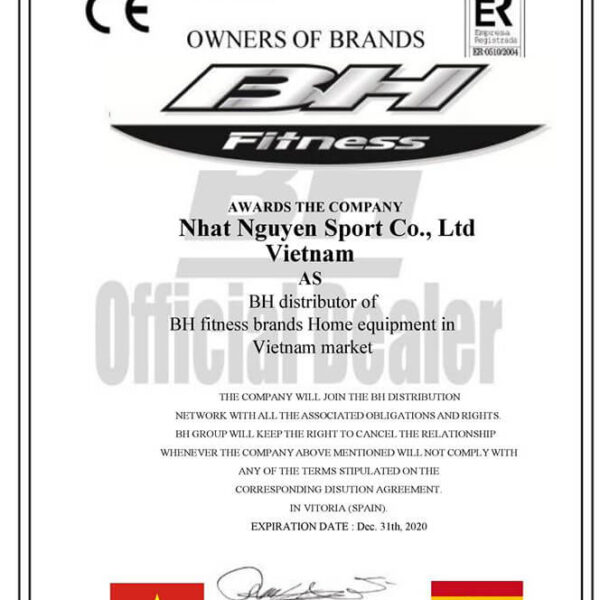 CE
ER
Empresa
Registrada
ER-0510/2004
OWNERS OF BRANDS
BH
Fitness
AWARDS THE COMPANY
Nhat Nguyen Sport Co., Ltd
Vietnam
AS
BH distributor of
BH fitness brands Home equipment in
Vietnam market
BH
Official Dealer
THE COMPANY WILL JOIN THE BH DISTRIBUTION
NETWORK WITH ALL THE ASSOCIATED OBLIGATIONS AND RIGHTS.
BH GROUP WILL KEEP THE RIGHT TO CANCEL THE RELATIONSHIP
WHENEVER THE COMPANY ABOVE MENTIONED WILL NOT COMPLY WITH
ANY OF THE TERMS STIPULATED ON THE
CORRESPONDING DISUTION AGREEMENT.
IN VITORIA (SPAIN).
EXPIRATION DATE : Dec. 31th, 2020